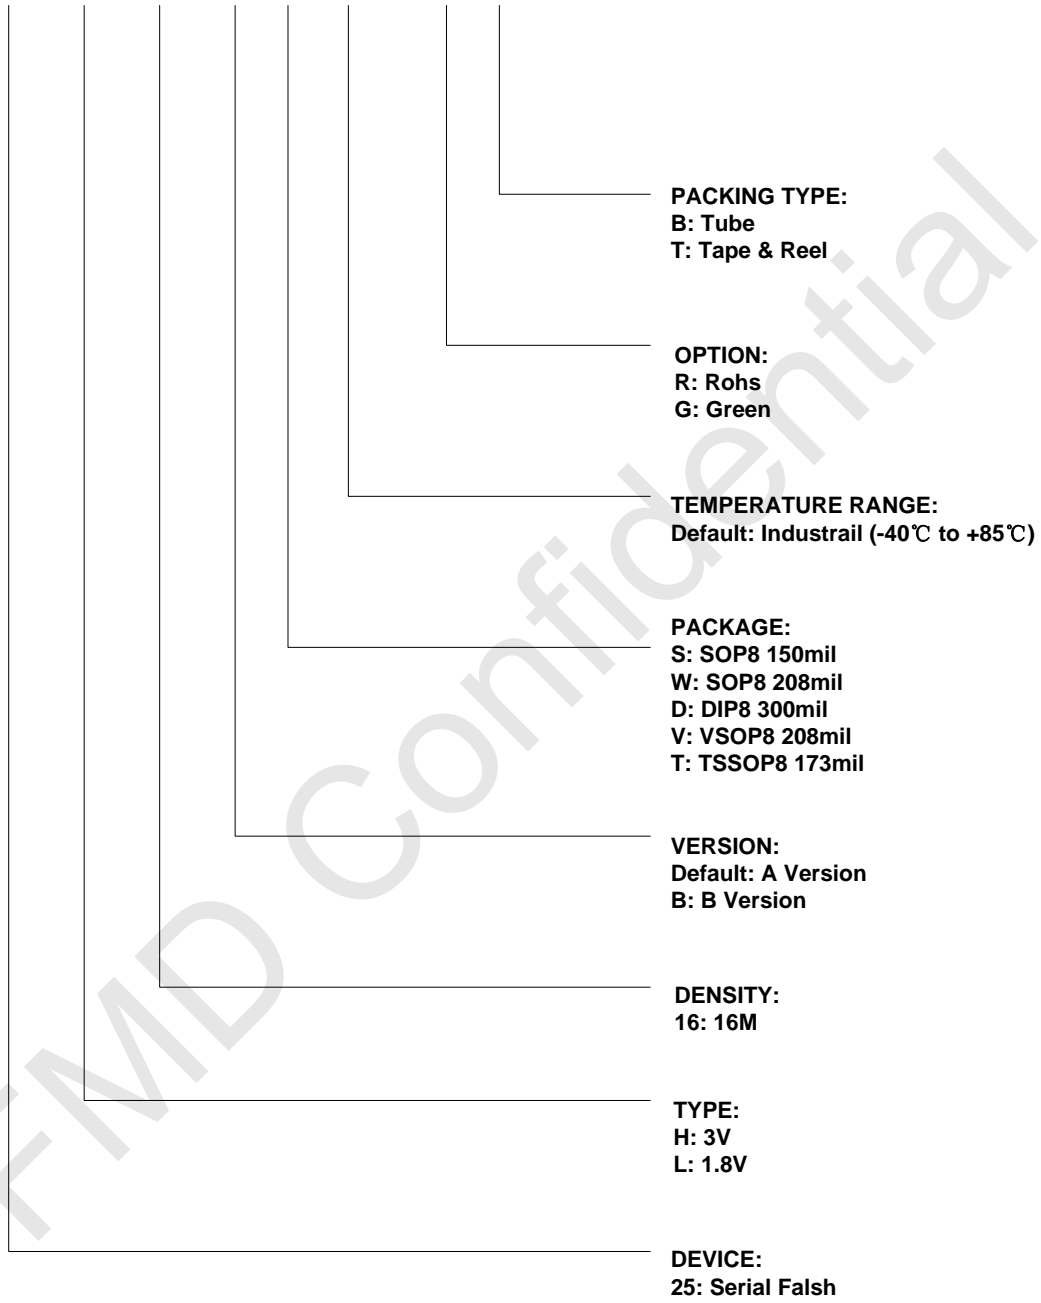 PACKING TYPE:
B: Tube
T: Tape & Reel
OPTION:
R: Rohs
G: Green
TEMPERATURE RANGE:
Default: Industrail (-40℃ to +85℃)
PACKAGE:
S: SOP8 150mil
W: SOP8 208mil
D: DIP8 300mil
V: VSOP8 208mil
T: TSSOP8 173mil
VERSION:
Default: A Version
B: B Version
DENSITY:
16: 16M
TYPE:
H: 3V
L: 1.8V
DEVICE:
25: Serial Falsh
FMD Confidential